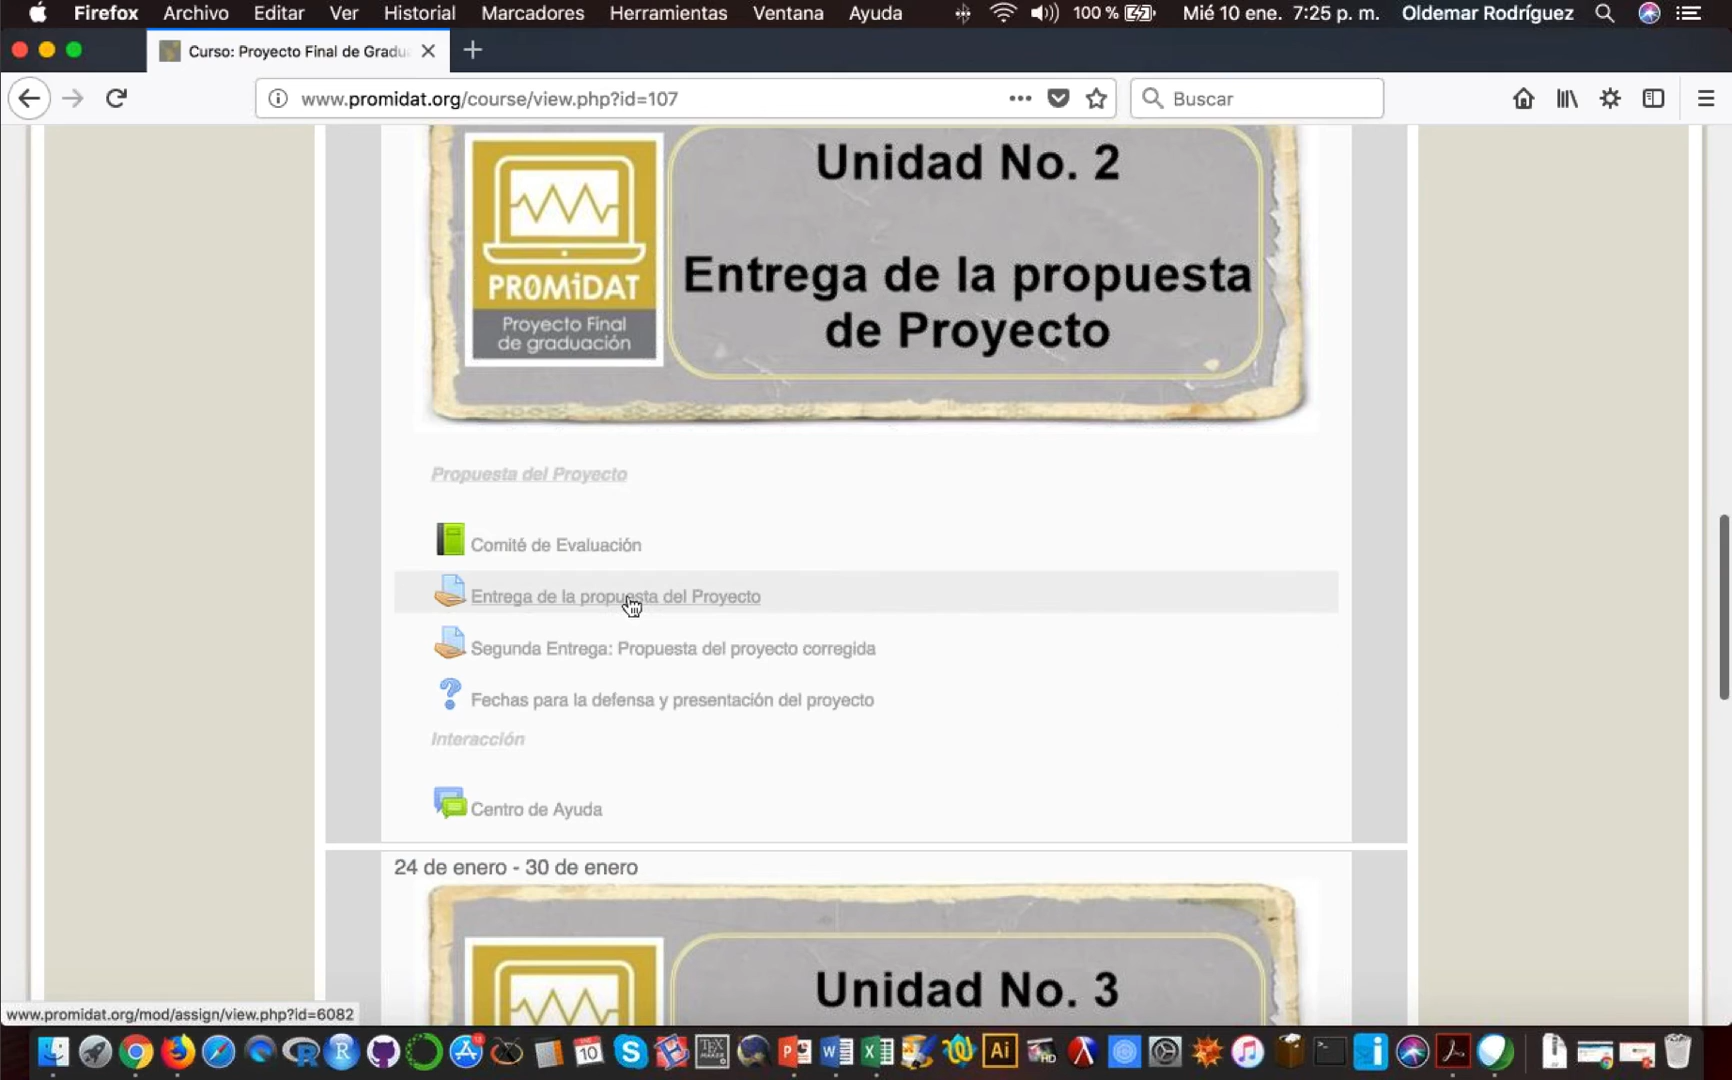 Firefox Archivo Editar Ver Historial Marcadores Herramientas Ventana Ayuda 100 % Mié 10 ene. 7:25 p. m. Oldemar Rodríguez
Curso: Proyecto Final de Gradu
www.promidat.org/course/view.php?id=107 Buscar
Unidad No. 2
Entrega de la propuesta
de Proyecto
PROMiDAT
Proyecto Final
de graduación
Propuesta del Proyecto
Comité de Evaluación
Entrega de la propuesta del Proyecto
Segunda Entrega: Propuesta del proyecto corregida
Fechas para la defensa y presentación del proyecto
Interacción
Centro de Ayuda
24 de enero - 30 de enero
Unidad No. 3
www.promidat.org/mod/assign/view.php?id=6082
10
Ai
HD